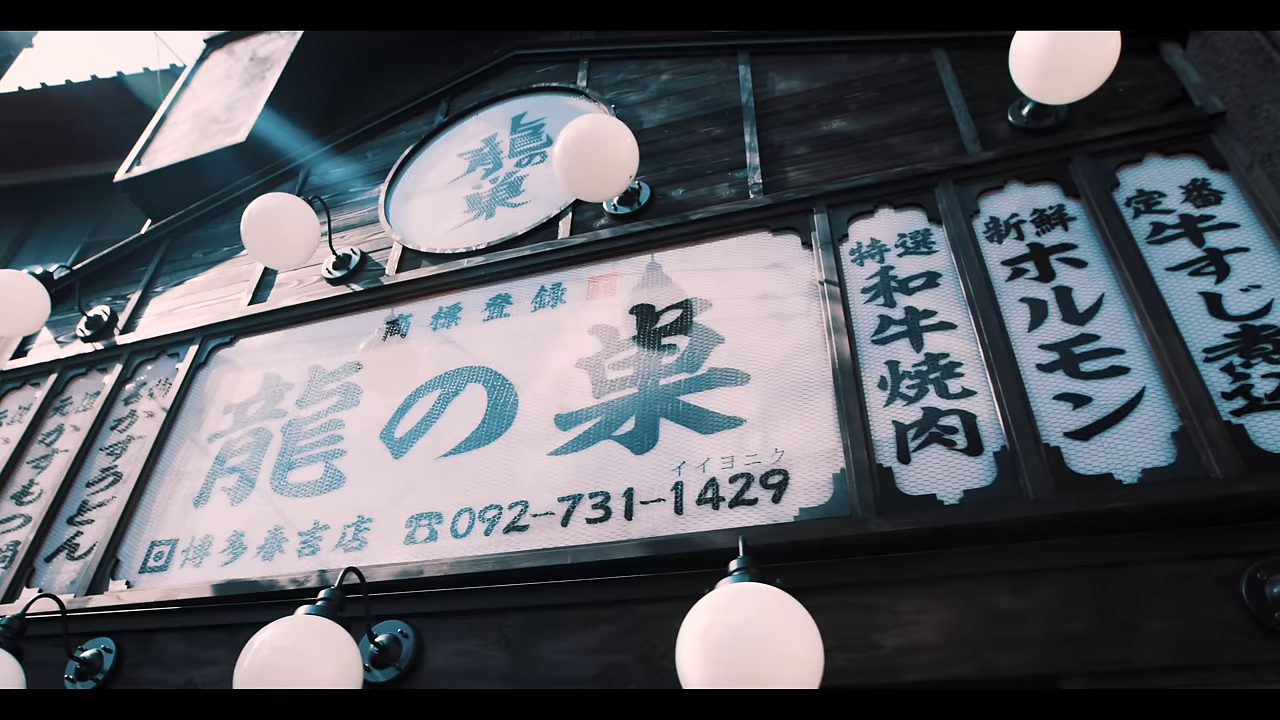 龍の巣
商標登録
龍の巣
イイヨニク
博多春吉店 ☎092-731-1429
特選
和牛焼肉
新鮮
ホルモン
定番
牛すじ煮込
かすうどん